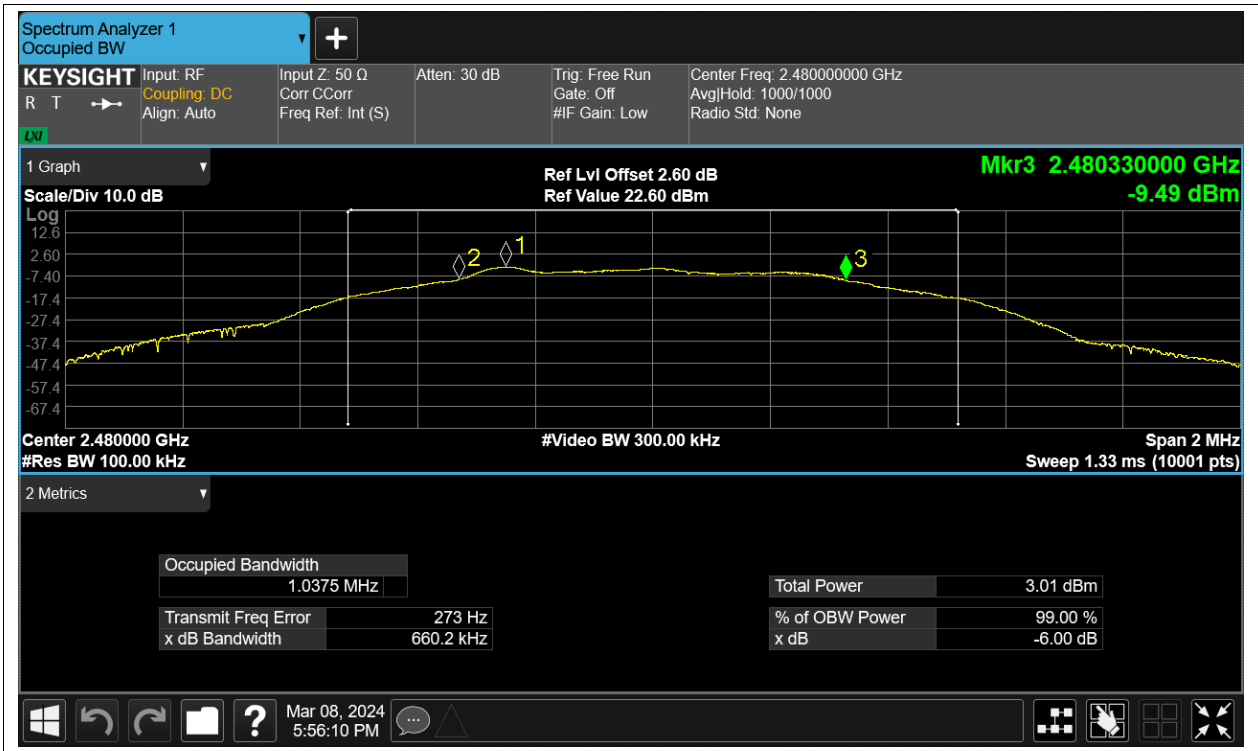 Spectrum Analyzer 1
Occupied BW
KEYSIGHT
R T
LXI
Input: RF
Coupling: DC
Align: Auto
Input Z: 50 Ω
Corr CCorr
Freq Ref: Int (S)
Atten: 30 dB
Trig: Free Run
Gate: Off
#IF Gain: Low
Center Freq: 2.480000000 GHz
Avg|Hold: 1000/1000
Radio Std: None
1 Graph
Scale/Div 10.0 dB
Ref Lvl Offset 2.60 dB
Ref Value 22.60 dBm
Mkr3 2.480330000 GHz
-9.49 dBm
Log
12.6
2.60
-7.40
-17.4
-27.4
-37.4
-47.4
-57.4
-67.4
2
1
3
Center 2.480000 GHz
#Res BW 100.00 kHz
#Video BW 300.00 kHz
Span 2 MHz
Sweep 1.33 ms (10001 pts)
2 Metrics
Occupied Bandwidth
1.0375 MHz
Transmit Freq Error 273 Hz
x dB Bandwidth 660.2 kHz
Total Power 3.01 dBm
% of OBW Power 99.00 %
x dB -6.00 dB
Mar 08, 2024
5:56:10 PM